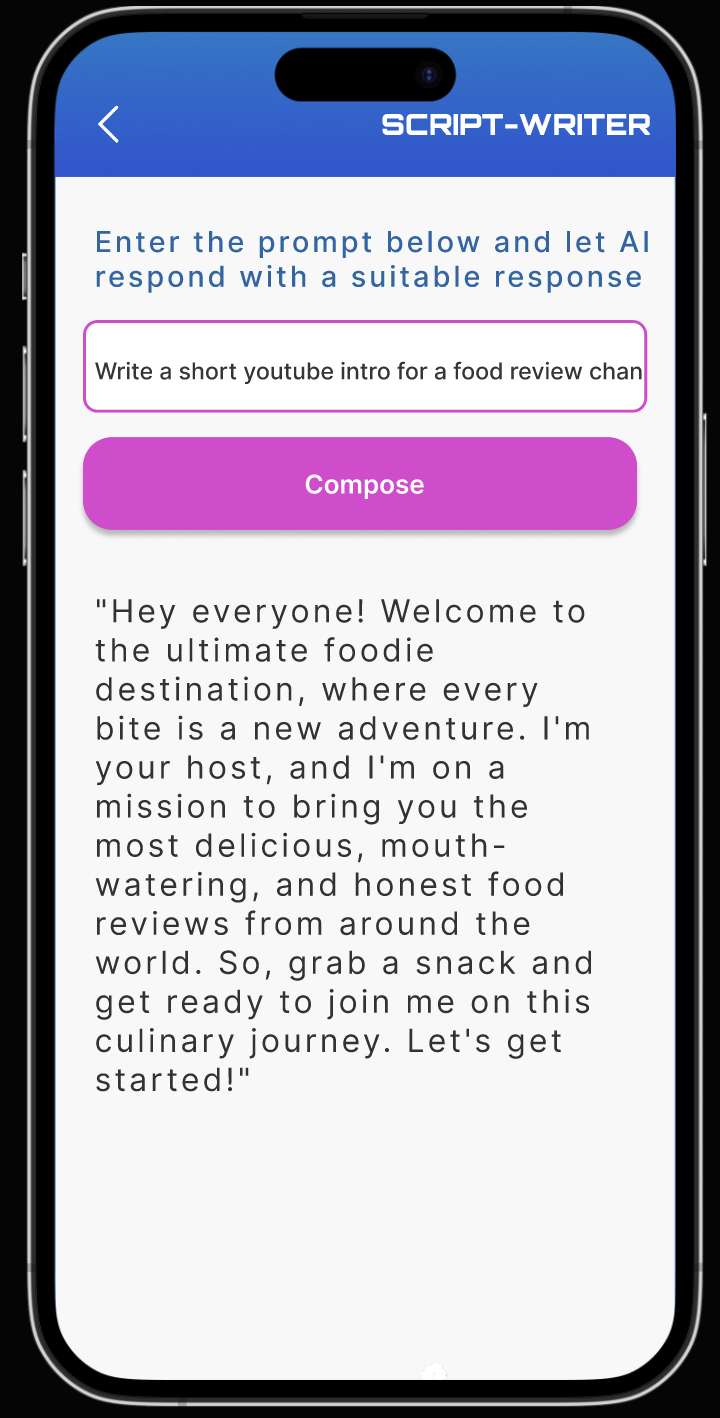 SCRIPT-WRITER
Enter the prompt below and let AI
respond with a suitable response
Write a short youtube intro for a food review chan
Compose
"Hey everyone! Welcome to
the ultimate foodie
destination, where every
bite is a new adventure. I'm
your host, and I'm on a
mission to bring you the
most delicious, mouth-
watering, and honest food
reviews from around the
world. So, grab a snack and
get ready to join me on this
culinary journey. Let's get
started!"